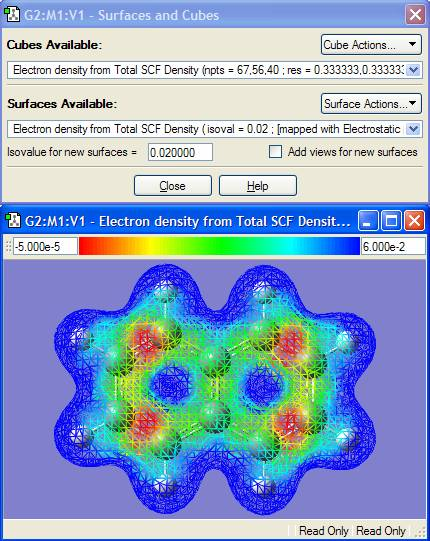 G2:M1:V1 - Surfaces and Cubes
Cubes Available:
Cube Actions...
Electron density from Total SCF Density (npts = 67,56,40 ; res = 0.333333,0.333333
Surfaces Available:
Surface Actions...
Electron density from Total SCF Density ( isoval = 0.02 ; [mapped with Electrostatic
Isovalue for new surfaces = 0.020000 Add views for new surfaces
Close Help
G2:M1:V1 - Electron density from Total SCF Densit...
-5.000e-5 6.000e-2
Read Only Read Only